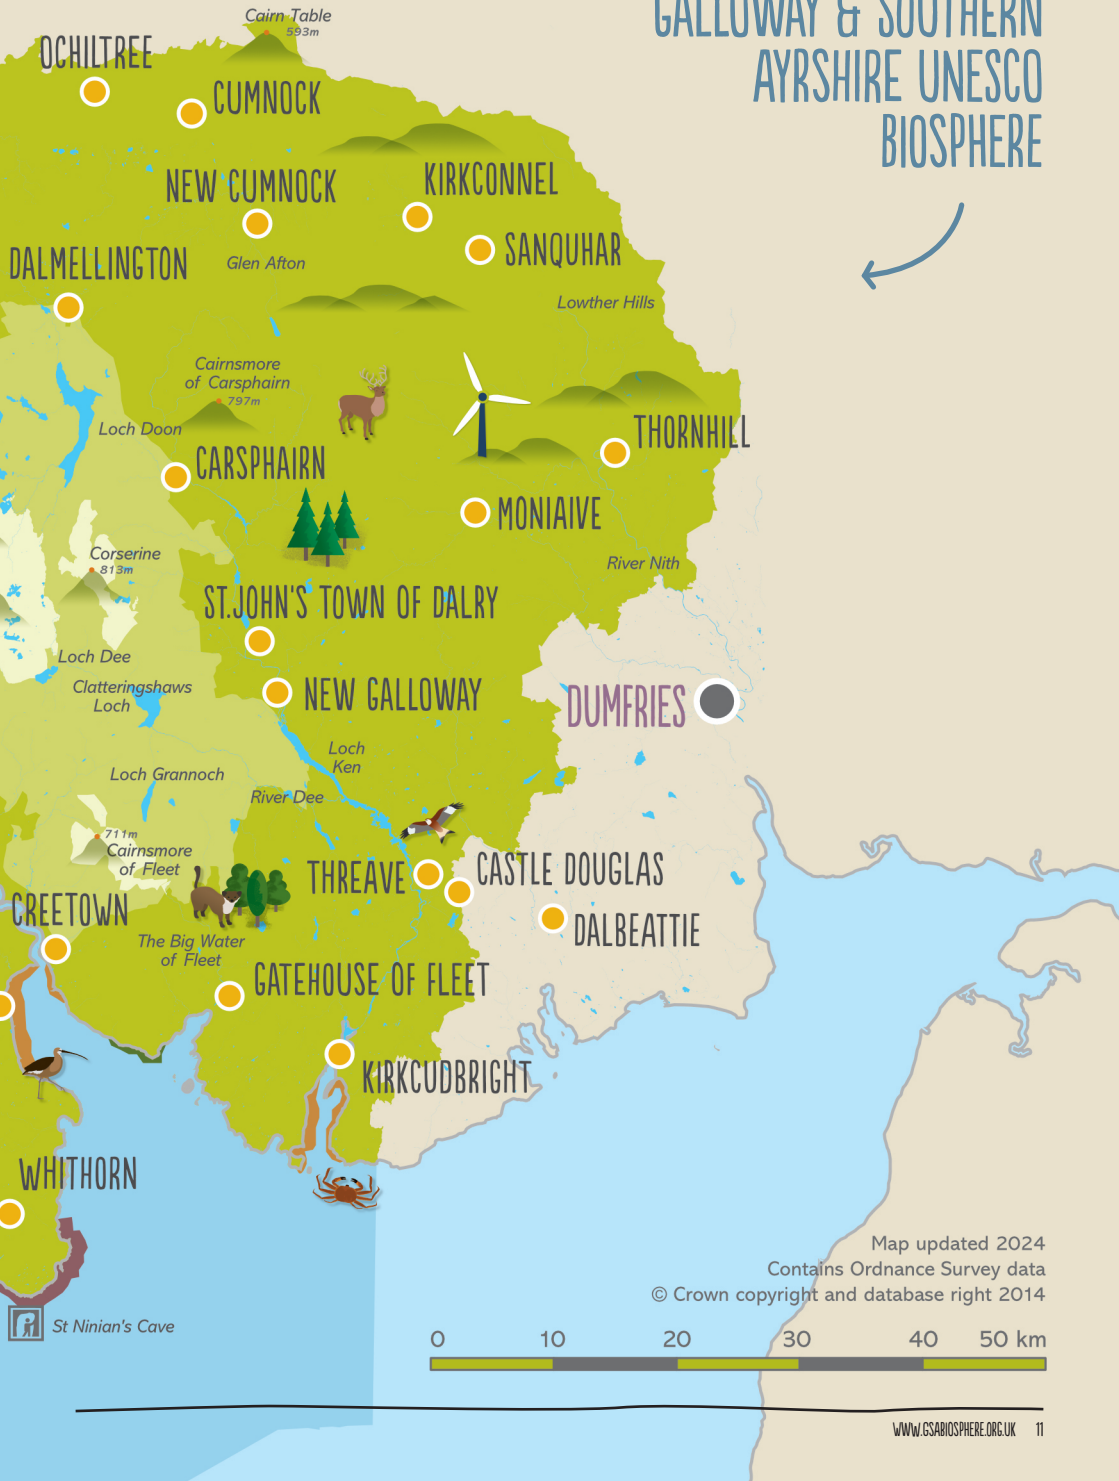 GALLOWAY & SOUTHERN
AYRSHIRE UNESCO
BIOSPHERE
Cairn Table
593m
OCHILTREE
CUMNOCK
NEW CUMNOCK
KIRKCONNEL
SANQUHAR
Glen Afton
DALMELLINGTON
Lowther Hills
Cairnsmore
of Carsphairn
797m
Loch Doon
THORNHILL
CARSPHAIRN
MONIAIVE
Corserine
813m
River Nith
ST.JOHN'S TOWN OF DALRY
Loch Dee
Clatteringshaws
Loch
NEW GALLOWAY
DUMFRIES
Loch
Ken
Loch Grannoch
River Dee
711m
Cairnsmore
of Fleet
THREAVE
CASTLE DOUGLAS
CREETOWN
DALBEATTIE
The Big Water
of Fleet
GATEHOUSE OF FLEET
KIRKCUDBRIGHT
WHITHORN
St Ninian's Cave
Map updated 2024
Contains Ordnance Survey data
© Crown copyright and database right 2014
0 10 20 30 40 50 km
WWW.GSABIOSPHERE.ORG.UK 11